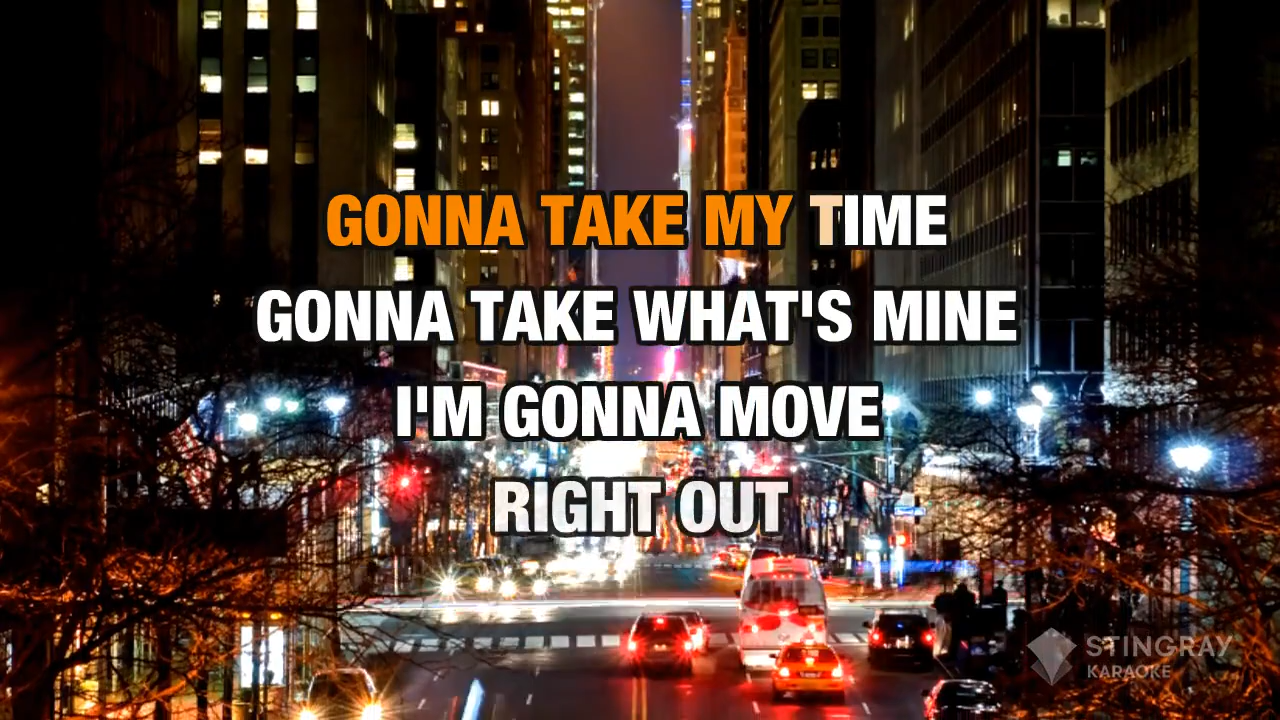 GONNA TAKE MY TIME
GONNA TAKE WHAT'S MINE
I'M GONNA MOVE
RIGHT OUT
STINGRAY
KARAOKE